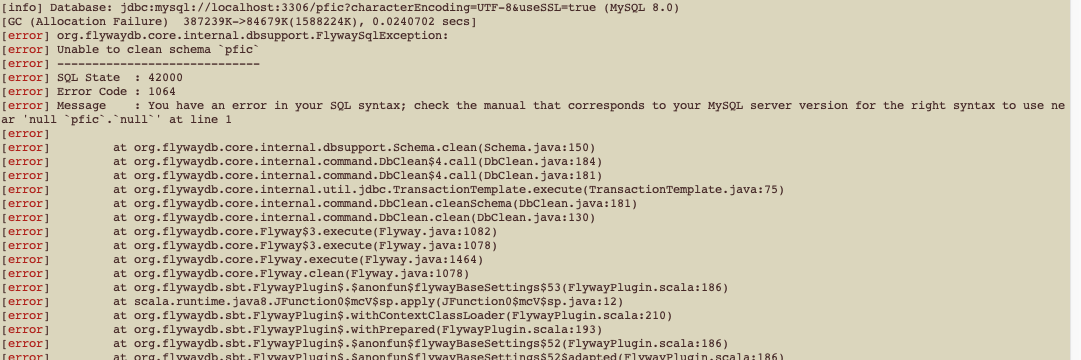 [info] Database: jdbc:mysql://localhost:3306/pfic?characterEncoding=UTF-8&useSSL=true (MySQL 8.0)
[GC (Allocation Failure)  387239K->84679K(1588224K), 0.0240702 secs]
[error] org.flywaydb.core.internal.dbsupport.FlywaySqlException:
[error] Unable to clean schema `pfic`
[error] -----------------------------
[error] SQL State  : 42000
[error] Error Code : 1064
[error] Message    : You have an error in your SQL syntax; check the manual that corresponds to your MySQL server version for the right syntax to use ne
ar 'null `pfic`.`null`' at line 1
[error]
[error]         at org.flywaydb.core.internal.dbsupport.Schema.clean(Schema.java:150)
[error]         at org.flywaydb.core.internal.command.DbClean$4.call(DbClean.java:184)
[error]         at org.flywaydb.core.internal.command.DbClean$4.call(DbClean.java:181)
[error]         at org.flywaydb.core.internal.util.jdbc.TransactionTemplate.execute(TransactionTemplate.java:75)
[error]         at org.flywaydb.core.internal.command.DbClean.cleanSchema(DbClean.java:181)
[error]         at org.flywaydb.core.internal.command.DbClean.clean(DbClean.java:130)
[error]         at org.flywaydb.core.Flyway$3.execute(Flyway.java:1082)
[error]         at org.flywaydb.core.Flyway$3.execute(Flyway.java:1078)
[error]         at org.flywaydb.core.Flyway.execute(Flyway.java:1464)
[error]         at org.flywaydb.core.Flyway.clean(Flyway.java:1078)
[error]         at org.flywaydb.sbt.FlywayPlugin$.$anonfun$flywayBaseSettings$53(FlywayPlugin.scala:186)
[error]         at scala.runtime.java8.JFunction0$mcV$sp.apply(JFunction0$mcV$sp.java:12)
[error]         at org.flywaydb.sbt.FlywayPlugin$.withContextClassLoader(FlywayPlugin.scala:210)
[error]         at org.flywaydb.sbt.FlywayPlugin$.withPrepared(FlywayPlugin.scala:193)
[error]         at org.flywaydb.sbt.FlywayPlugin$.$anonfun$flywayBaseSettings$52(FlywayPlugin.scala:186)
[error]         at org.flywaydb.sbt.FlywayPlugin$.$anonfun$flywayBaseSettings$52$adapted(FlywayPlugin.scala:186)